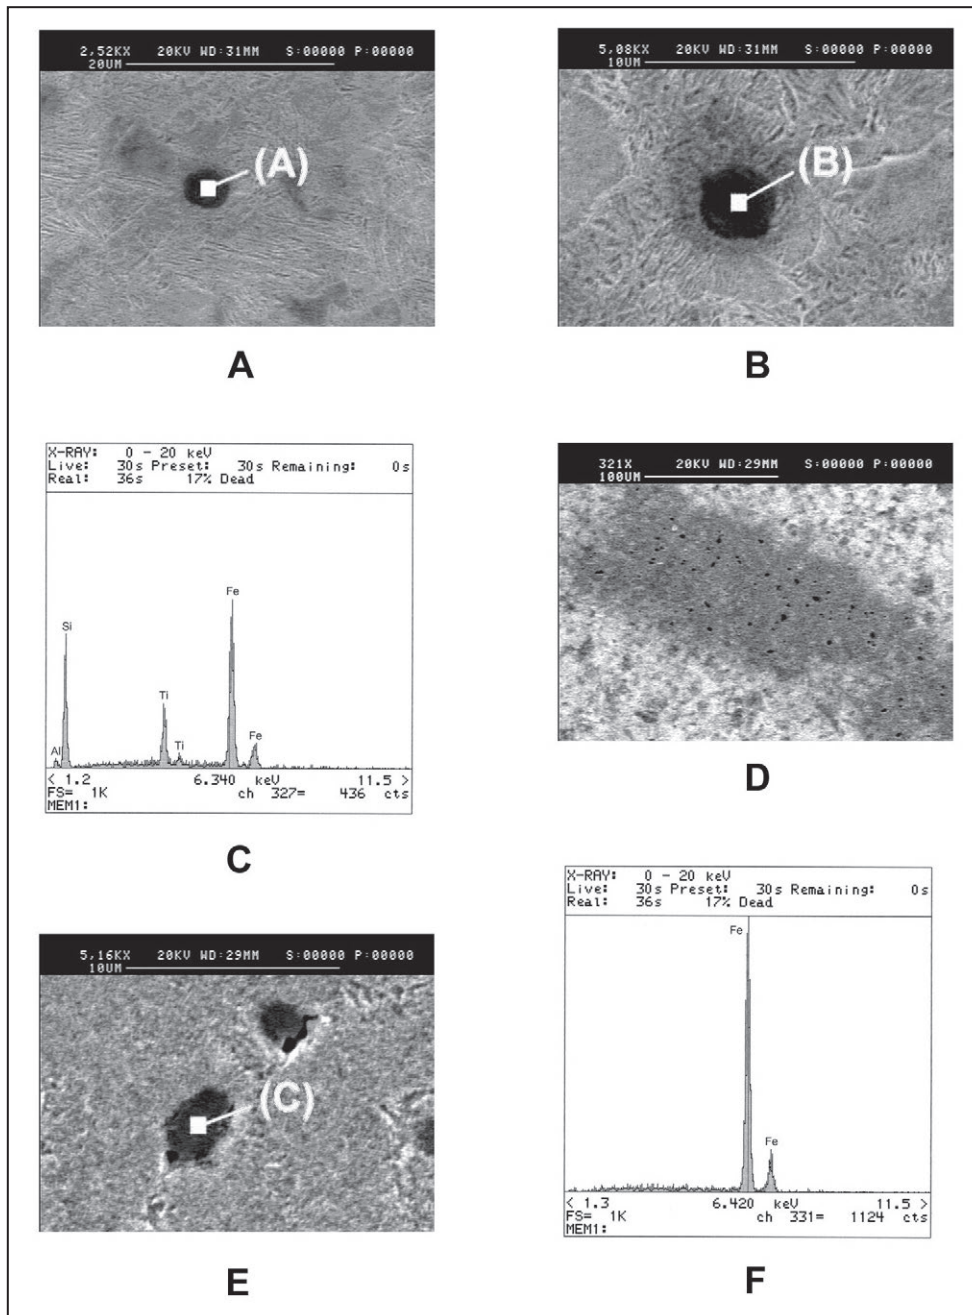 2,52KX 20KV WD:31MM S:00000 P:00000
20UM
(A)
A
5,08KX 20KV WD:31MM S:00000 P:00000
10UM
(B)
B
X-RAY: 0 - 20 keV
Live: 30s Preset: 30s Remaining: 0s
Real: 36s 17% Dead
Fe
Si
Ti
Al
Ti
Fe
< 1.2 6.340 keV 11.5 >
FS= 1K ch 327= 436 cts
MEM1:
C
321X 20KV WD:29MM S:00000 P:00000
100UM
D
5,16KX 20KV WD:29MM S:00000 P:00000
10UM
(C)
E
X-RAY: 0 - 20 keV
Live: 30s Preset: 30s Remaining: 0s
Real: 36s 17% Dead
Fe
Fe
< 1.3 6.420 keV 11.5 >
FS= 1K ch 331= 1124 cts
MEM1:
F